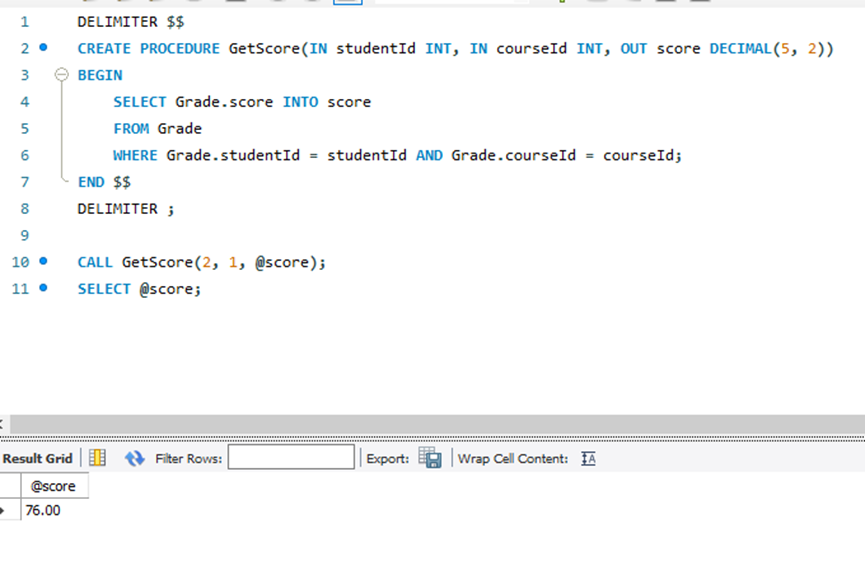 1 DELIMITER $$
2 CREATE PROCEDURE GetScore(IN studentId INT, IN courseId INT, OUT score DECIMAL(5, 2))
3 BEGIN
4 SELECT Grade.score INTO score
5 FROM Grade
6 WHERE Grade.studentId = studentId AND Grade.courseId = courseId;
7 END $$
8 DELIMITER ;
9
10 CALL GetScore(2, 1, @score);
11 SELECT @score;
Result Grid Filter Rows: Export: Wrap Cell Content: IA
@score
76.00